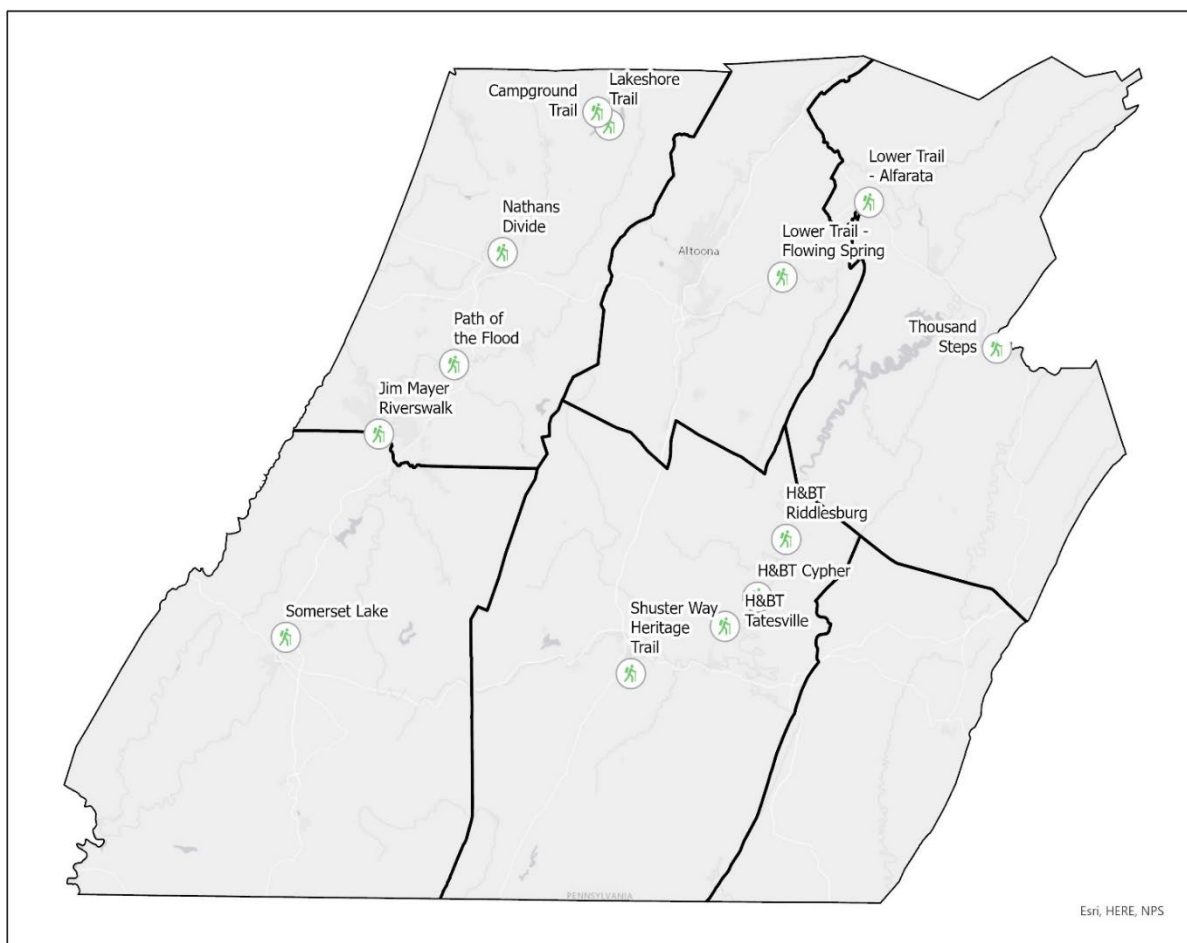 Lakeshore
Trail
Campground
Trail
Lower Trail
- Alfarata
Nathans
Divide
Lower Trail -
Flowing Spring
Altoona
Path of
the Flood
Thousand
Steps
Jim Mayer
Riverswalk
H&BT
Riddlesburg
H&BT Cypher
H&BT
Tatesville
Shuster Way
Heritage
Trail
Somerset Lake
PENNSYLVANIA
Esri, HERE, NPS